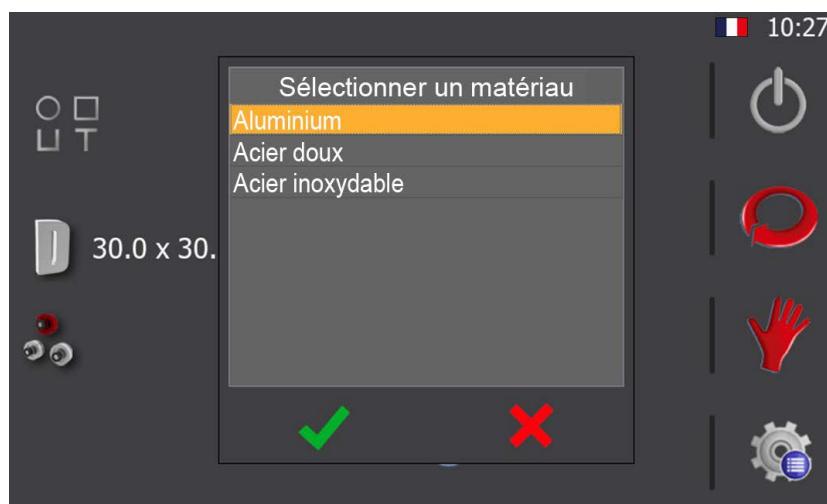 10:27
Sélectionner un matériau
Aluminium
Acier doux
Acier inoxydable
30.0 x 30.